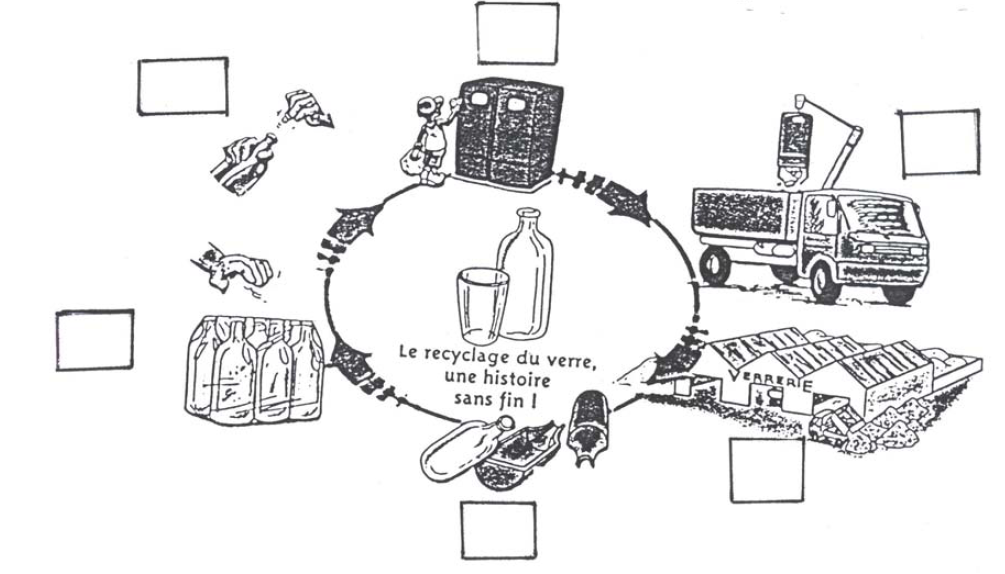 Le recyclage du verre,
une histoire
sans fin !
VERRERIE